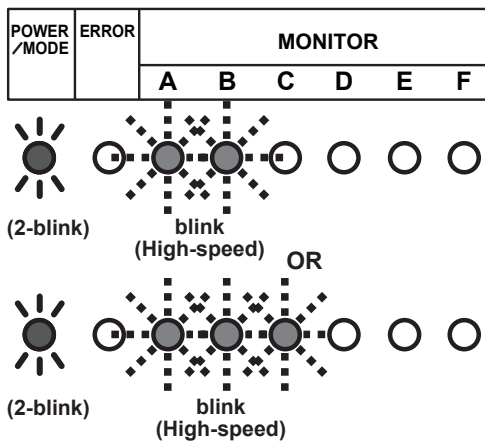 POWER
/MODE
ERROR
MONITOR
A B C D E F
(2-blink)
blink
(High-speed)
OR
(2-blink)
blink
(High-speed)